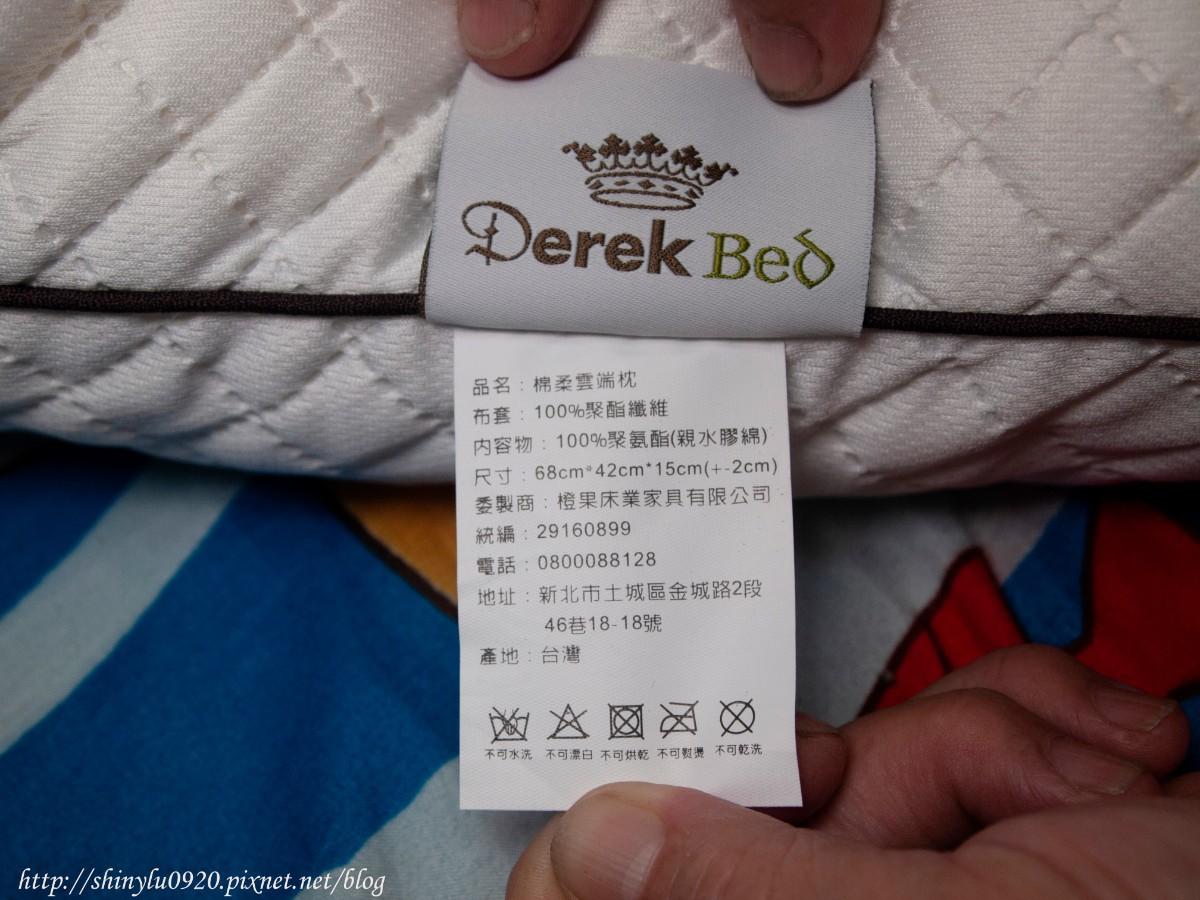 Derek Bed
品名：棉柔雲端枕
布套：100%聚酯纖維
內容物：100%聚氨酯(親水膠綿)
尺寸：68cm*42cm*15cm(+-2cm)
委製商：橙果床業家具有限公司
統編：29160899
電話：0800088128
地址：新北市土城區金城路2段
46巷18-18號
產地：台灣
不可水洗 不可漂白 不可烘乾 不可熨燙 不可乾洗
http://shinylu0920.pixnet.net/blog